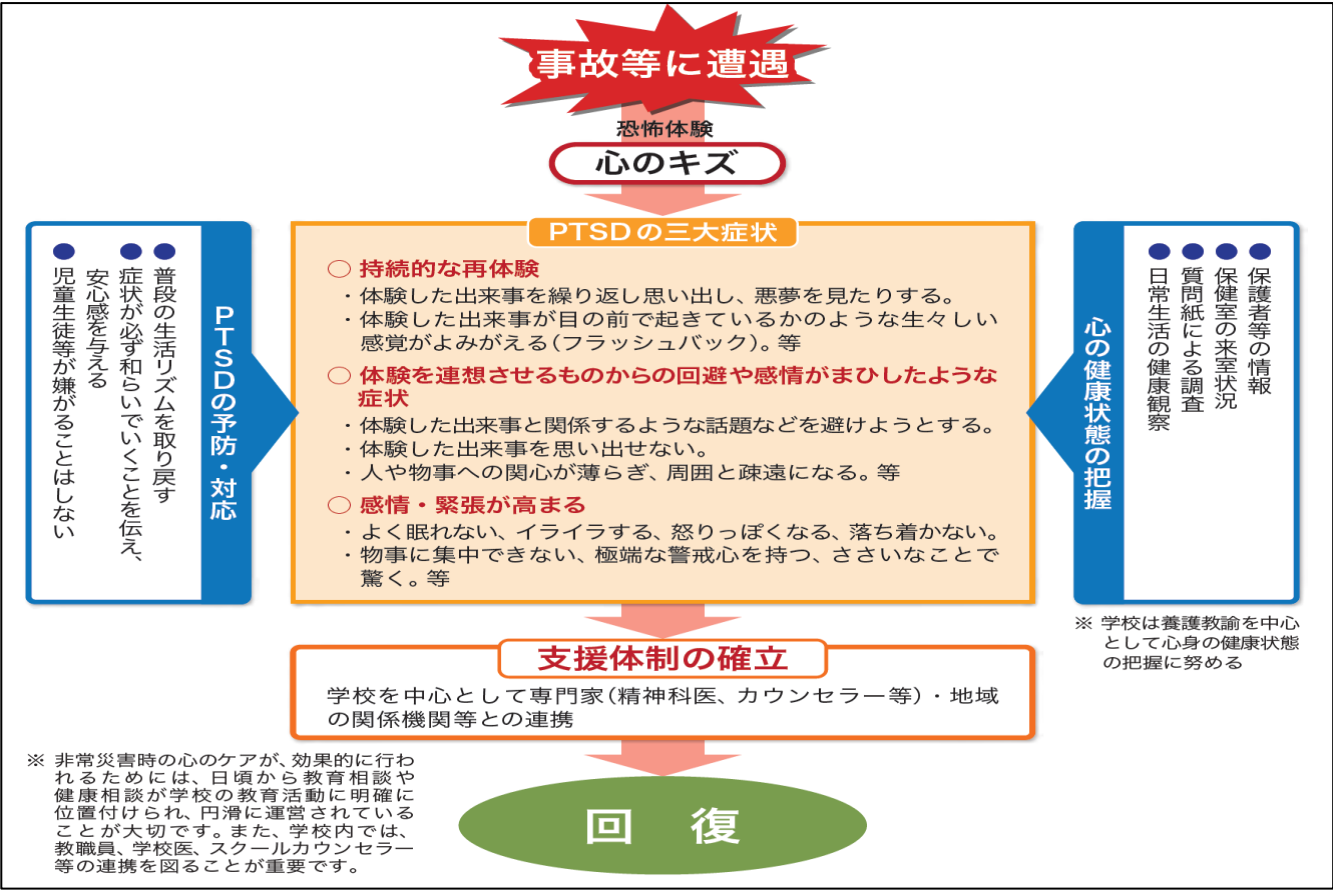 事故等に遭遇
恐怖体験
心のキズ
PTSDの三大症状
○ 持続的な再体験
・体験した出来事を繰り返し思い出し、悪夢を見たりする。
・体験した出来事が目の前で起きているかのような生々しい
感覚がよみがえる（フラッシュバック）。等
○ 体験を連想させるものからの回避や感情がまひしたような
症状
・体験した出来事と関係するような話題などを避けようとする。
・体験した出来事を思い出せない。
・人や物事への関心が薄らぎ、周囲と疎遠になる。等
○ 感情・緊張が高まる
・よく眠れない、イライラする、怒りっぽくなる、落ち着かない。
・物事に集中できない、極端な警戒心を持つ、ささいなことで
驚く。等
PTSDの予防・対応
● 普段の生活リズムを取り戻す
● 症状が必ず和らいでいくことを伝え、
安心感を与える
● 児童生徒等が嫌がることはしない
● 保護者等の情報
● 保健室の来室状況
● 質問紙による調査
● 日常生活の健康観察
心の健康状態の把握
※ 学校は養護教諭を中心
として心身の健康状態
の把握に努める
支援体制の確立
学校を中心として専門家（精神科医、カウンセラー等）・地域
の関係機関等との連携
※ 非常災害時の心のケアが、効果的に行わ
れるためには、日頃から教育相談や
健康相談が学校の教育活動に明確に
位置付けられ、円滑に運営されている
ことが大切です。また、学校内では、
教職員、学校医、スクールカウンセラー
等の連携を図ることが重要です。
回　復